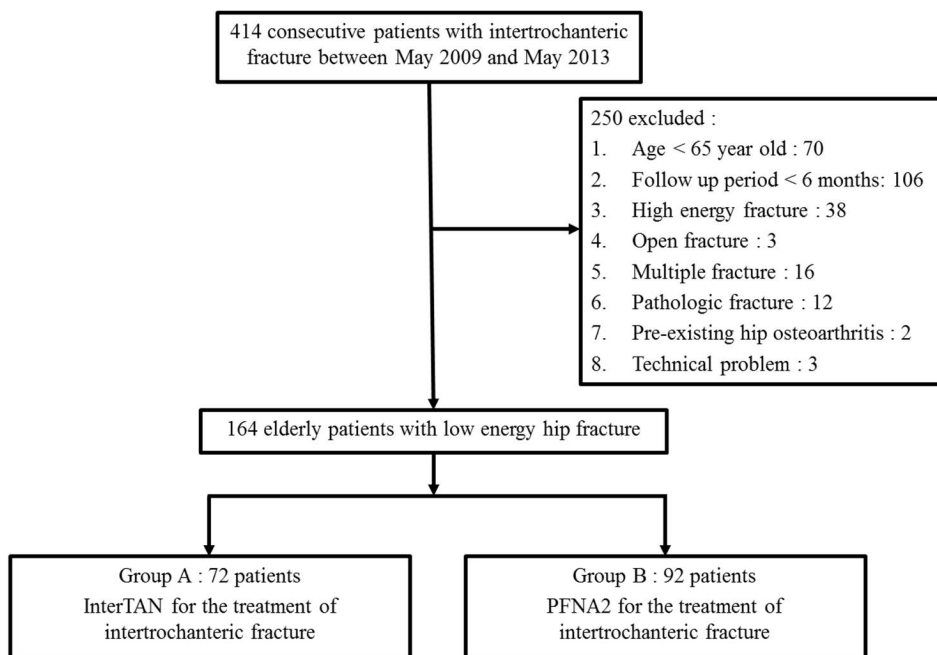 414 consecutive patients with intertrochanteric
fracture between May 2009 and May 2013
250 excluded :
1. Age < 65 year old : 70
2. Follow up period < 6 months: 106
3. High energy fracture : 38
4. Open fracture : 3
5. Multiple fracture : 16
6. Pathologic fracture : 12
7. Pre-existing hip osteoarthritis : 2
8. Technical problem : 3
164 elderly patients with low energy hip fracture
Group A : 72 patients
InterTAN for the treatment of
intertrochanteric fracture
Group B : 92 patients
PFNA2 for the treatment of
intertrochanteric fracture